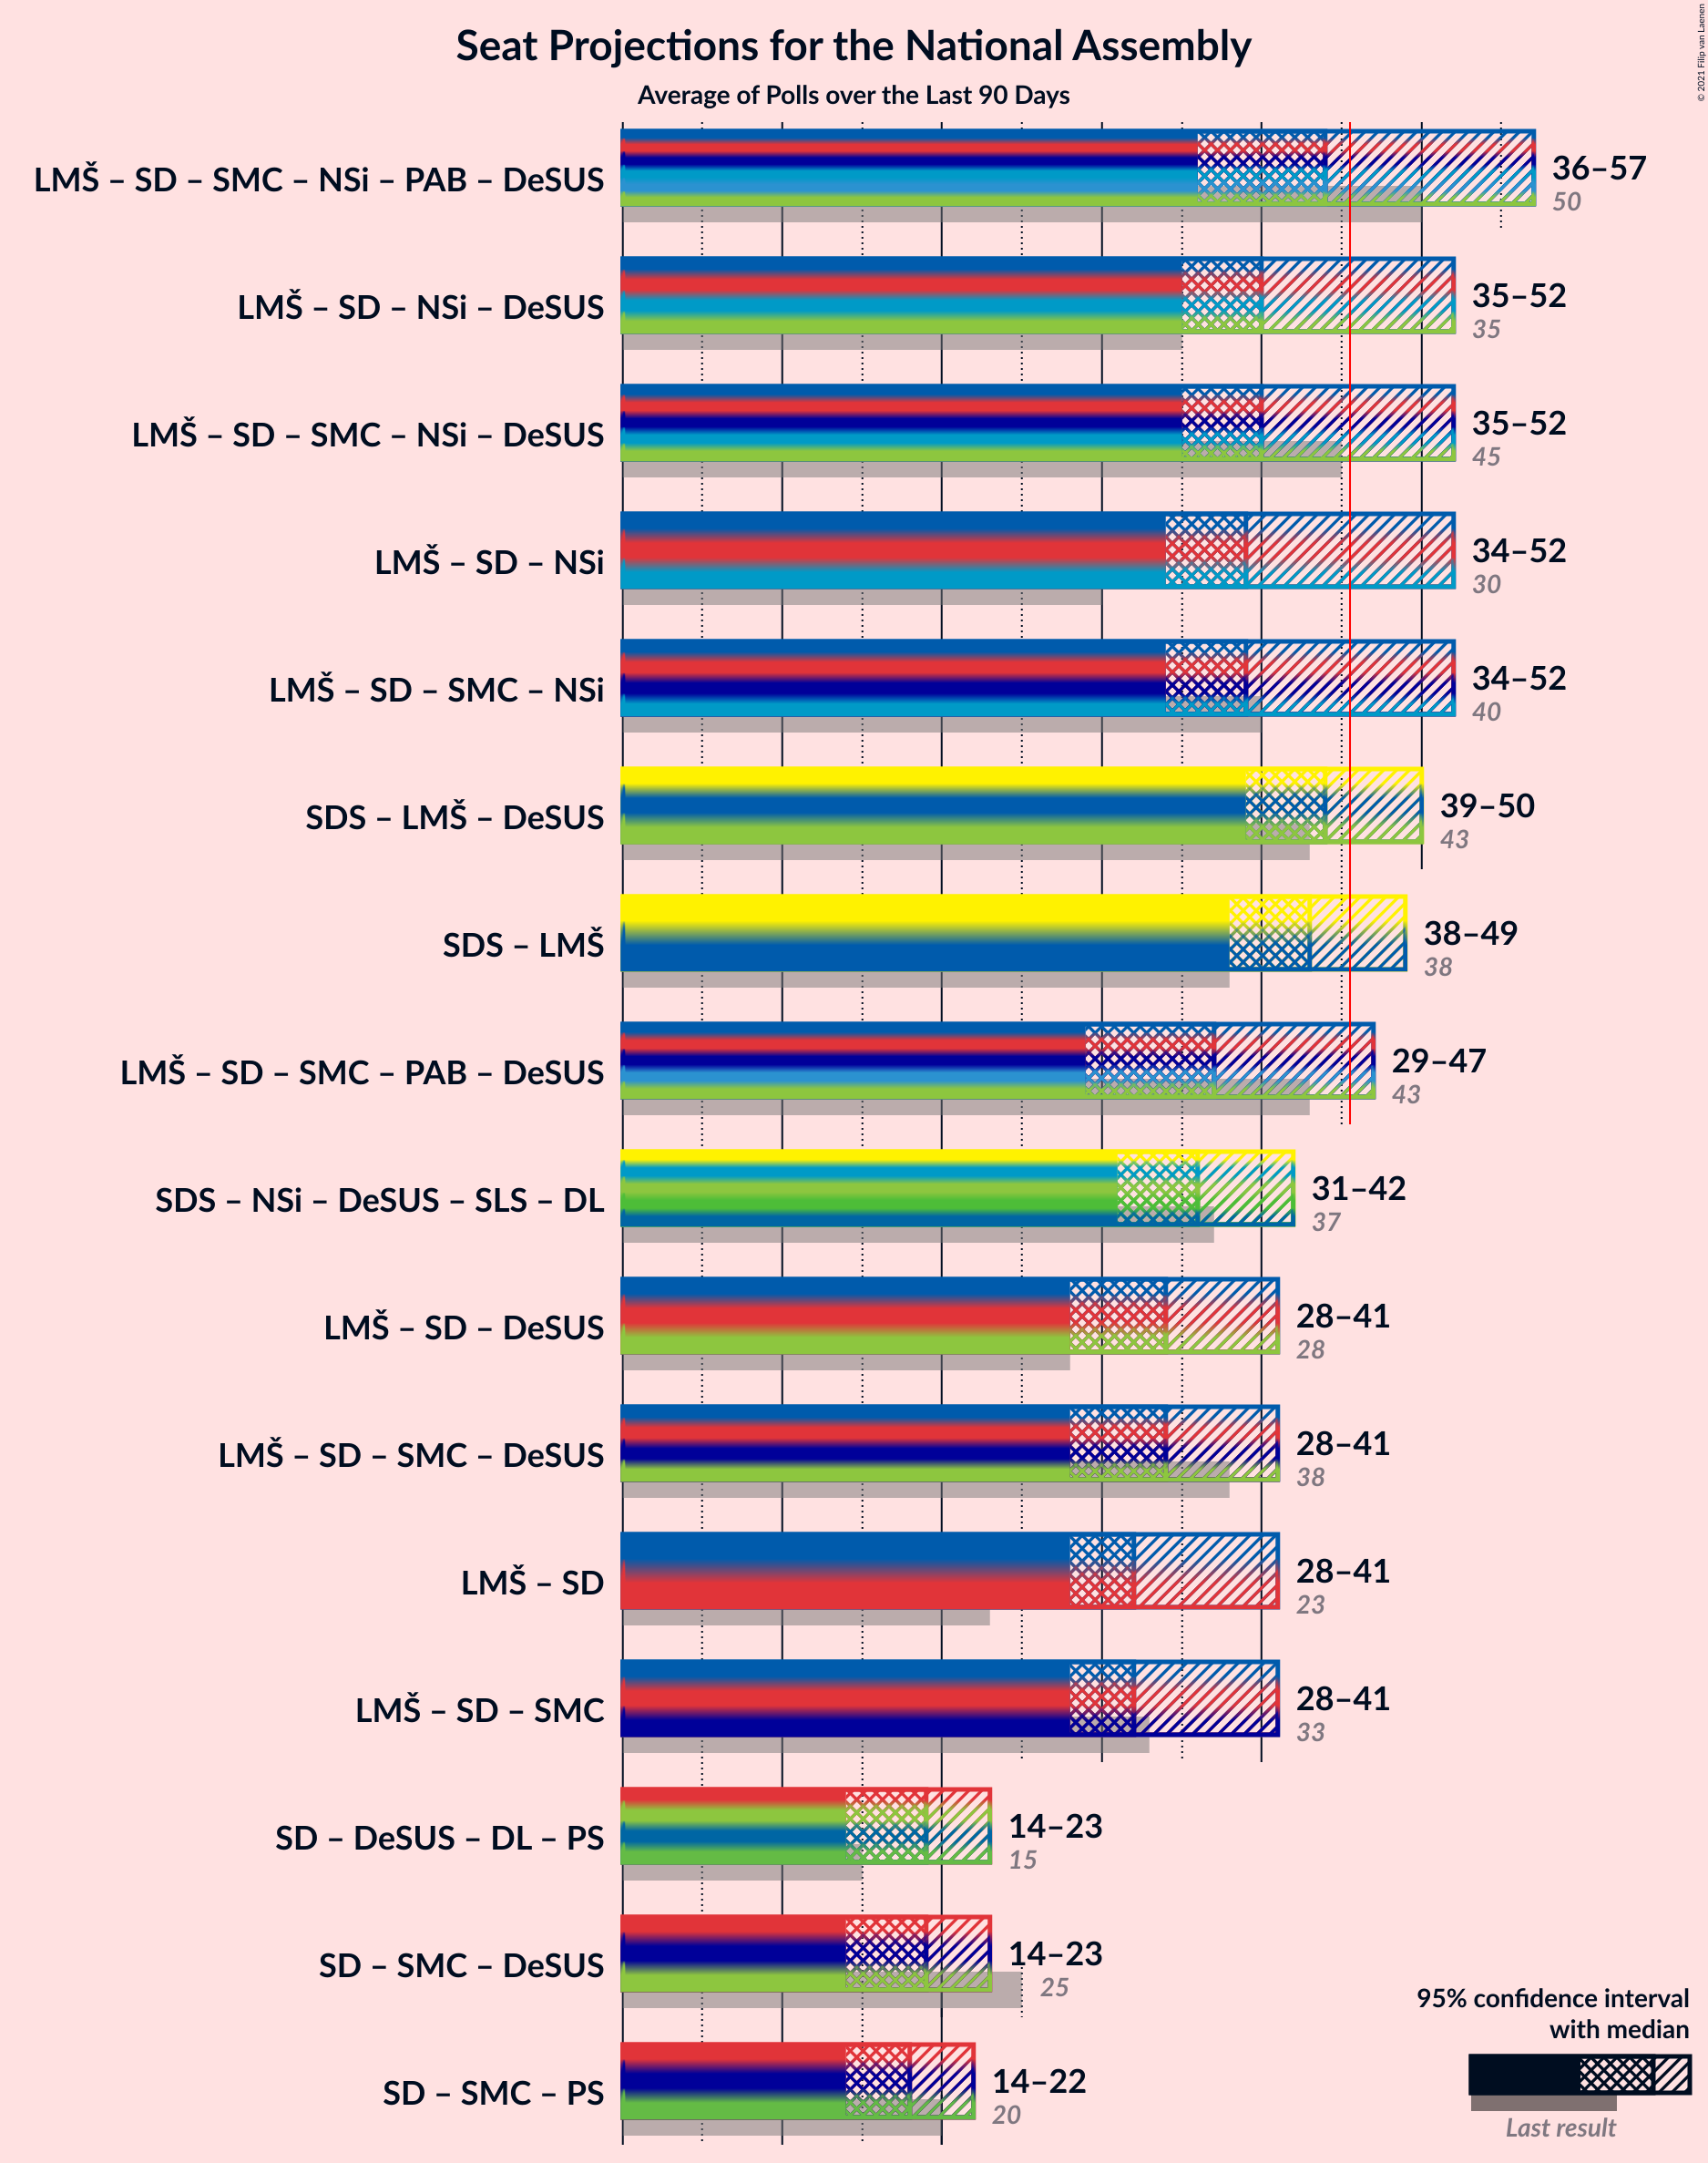 © 2021 Filip van Laenen
Seat Projections for the National Assembly
Average of Polls over the Last 90 Days
LMŠ – SD – SMC – NSi – PAB – DeSUS
36–57
50
LMŠ – SD – NSi – DeSUS
35–52
35
LMŠ – SD – SMC – NSi – DeSUS
35–52
45
LMŠ – SD – NSi
34–52
30
LMŠ – SD – SMC – NSi
34–52
40
SDS – LMŠ – DeSUS
39–50
43
SDS – LMŠ
38–49
38
LMŠ – SD – SMC – PAB – DeSUS
29–47
43
SDS – NSi – DeSUS – SLS – DL
31–42
37
LMŠ – SD – DeSUS
28–41
28
LMŠ – SD – SMC – DeSUS
28–41
38
LMŠ – SD
28–41
23
LMŠ – SD – SMC
28–41
33
SD – DeSUS – DL – PS
14–23
15
SD – SMC – DeSUS
14–23
25
SD – SMC – PS
14–22
20
95% confidence interval
with median
Last result